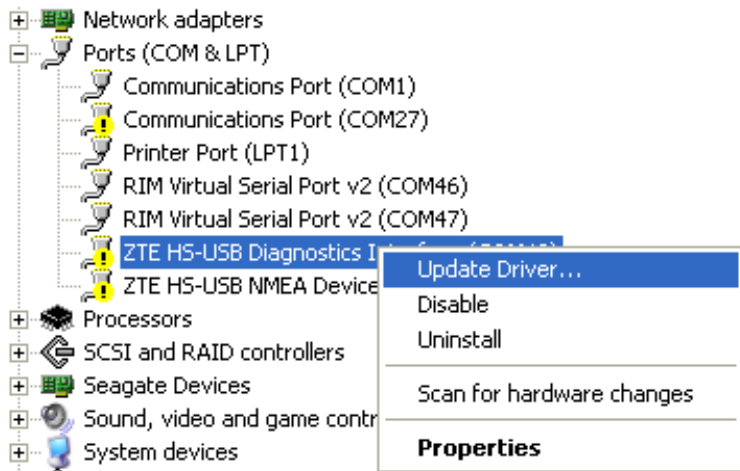 Network adapters
Ports (COM & LPT)
Communications Port (COM1)
Communications Port (COM27)
Printer Port (LPT1)
RIM Virtual Serial Port v2 (COM46)
RIM Virtual Serial Port v2 (COM47)
ZTE HS-USB Diagnostics
ZTE HS-USB NMEA Device
Processors
SCSI and RAID controllers
Seagate Devices
Sound, video and game contr
System devices
Update Driver...
Disable
Uninstall
Scan for hardware changes
Properties